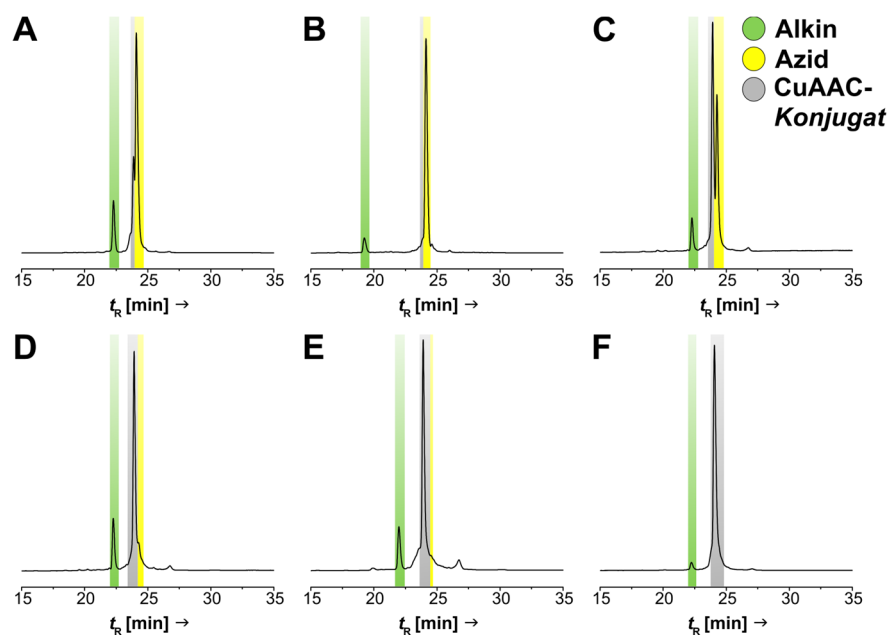 A
B
C
Alkin
Azid
CuAAC-
Konjugat
15 20 25 30 35
tR [min] →
15 20 25 30 35
tR [min] →
15 20 25 30 35
tR [min] →
D
E
F
15 20 25 30 35
tR [min] →
15 20 25 30 35
tR [min] →
15 20 25 30 35
tR [min] →